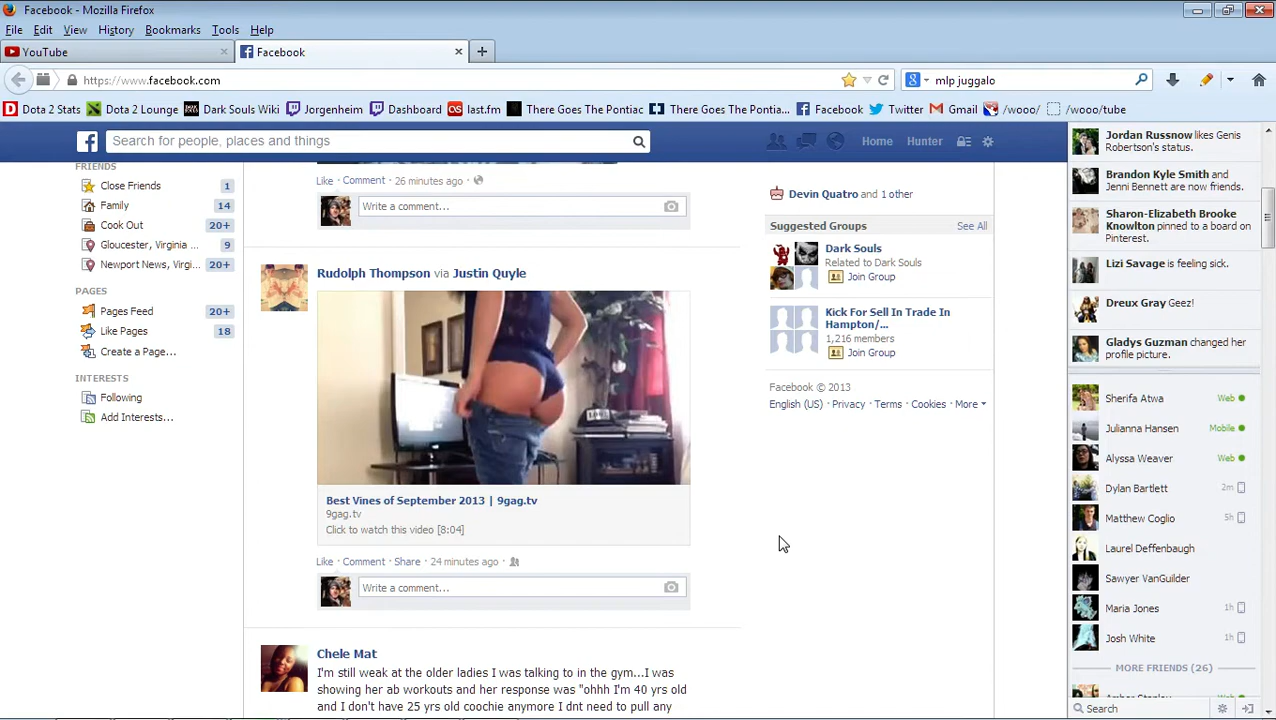 Facebook - Mozilla Firefox
File Edit View History Bookmarks Tools Help
YouTube
Facebook
https://www.facebook.com
mlp juggalo
Dota 2 Stats Dota 2 Lounge Dark Souls Wiki Jorgenheim Dashboard last.fm There Goes The Pontiac There Goes The Pontia... Facebook Twitter Gmail /wooo/ /wooo/tube
Search for people, places and things
Home Hunter
FRIENDS
Close Friends 1
Family 14
Cook Out 20+
Gloucester, Virginia ... 9
Newport News, Virgi... 20+
PAGES
Pages Feed 20+
Like Pages 18
Create a Page...
INTERESTS
Following
Add Interests...
Like · Comment · 26 minutes ago ·
Write a comment...
Rudolph Thompson via Justin Quyle
Best Vines of September 2013 | 9gag.tv
9gag.tv
Click to watch this video [8:04]
Like · Comment · Share · 24 minutes ago ·
Write a comment...
Chele Mat
I'm still weak at the older ladies I was talking to in the gym...I was
showing her ab workouts and her response was "ohhh I'm 40 yrs old
and I don't have 25 yrs old coochie anymore I dnt need to pull any
Devin Quatro and 1 other
Suggested Groups See All
Dark Souls
Related to Dark Souls
Join Group
Kick For Sell In Trade In
Hampton/...
1,216 members
Join Group
Facebook © 2013
English (US) · Privacy · Terms · Cookies · More
Jordan Russnow likes Genis
Robertson's status.
Brandon Kyle Smith and
Jenni Bennett are now friends.
Sharon-Elizabeth Brooke
Knowlton pinned to a board on
Pinterest.
Lizi Savage is feeling sick.
Dreux Gray Geez!
Gladys Guzman changed her
profile picture.
Sherifa Atwa Web
Julianna Hansen Mobile
Alyssa Weaver Web
Dylan Bartlett 2m
Matthew Coglio 5h
Laurel Deffenbaugh
Sawyer VanGuilder
Maria Jones 1h
Josh White 1h
MORE FRIENDS (26)
Search